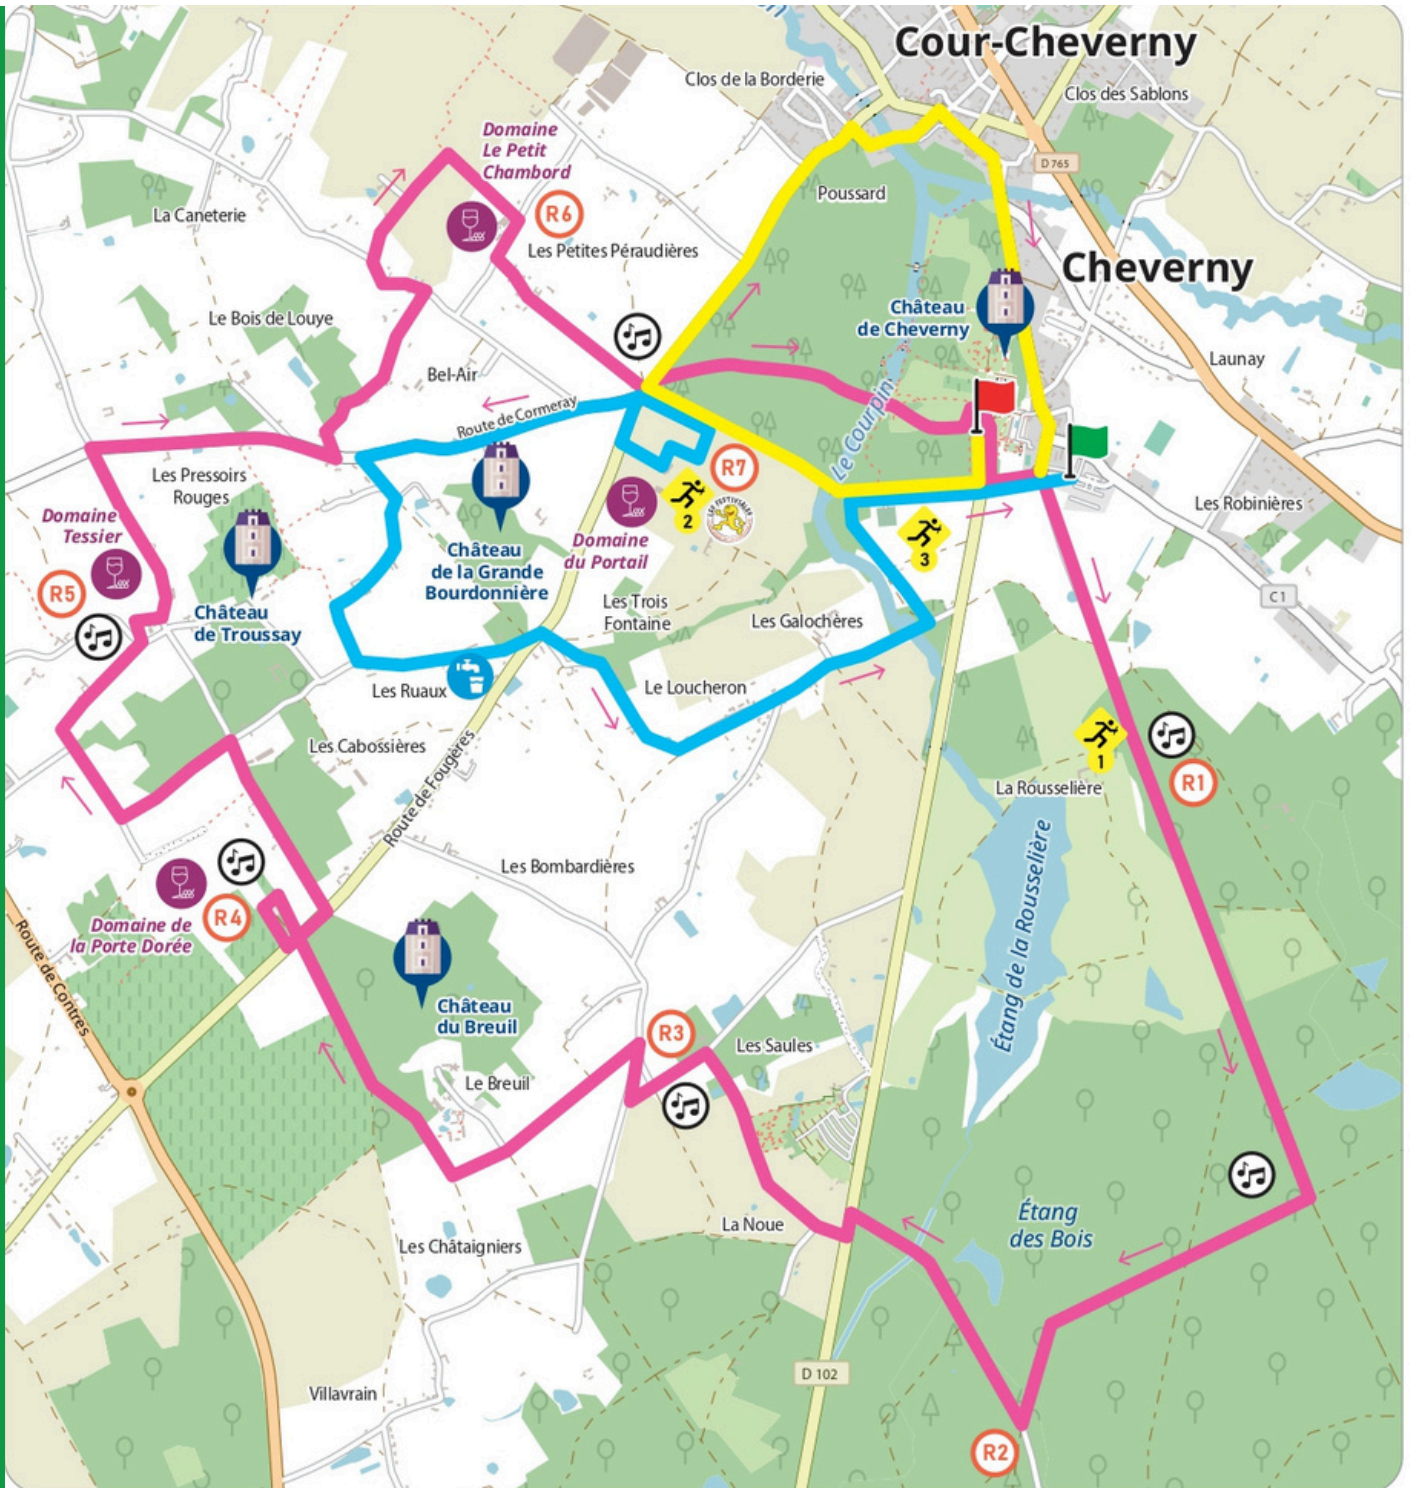 Cour-Cheverny
Clos de la Borderie
Clos des Sablons
Domaine
Le Petit
Chambord
D 765
R6
Poussard
La Caneterie
Les Petites Péraudières
Cheverny
Château
de Cheverny
Le Bois de Louye
Launay
Bel-Air
Le Courpin
Route de Cormeray
R7
Les Pressoirs
Rouges
Les Robinières
Domaine
Tessier
2
LES FESTIVESALES
Domaine
du Portail
3
Château
de la Grande
Bourdonnière
R5
Château
de Troussay
Les Trois
Fontaine
Les Galochères
C1
Les Ruaux
Le Loucheron
Les Cabossières
1
R1
Route de Fougères
La Rousselière
Les Bombardières
Étang de la Rousselière
R4
Domaine de
la Porte Dorée
Route de Contres
Château
du Breuil
R3
Les Saules
Le Breuil
La Noue
Étang
des Bois
Les Châtaigniers
D 102
Villavrain
R2